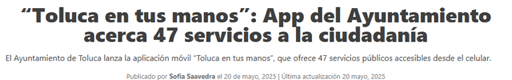 “Toluca en tus manos”: App del Ayuntamiento
acerca 47 servicios a la ciudadanía
El Ayuntamiento de Toluca lanza la aplicación móvil “Toluca en tus manos”, que ofrece 47 servicios públicos accesibles desde el celular.
Publicado por Sofia Saavedra el 20 de mayo, 2025 | Última actualización 20 mayo, 2025